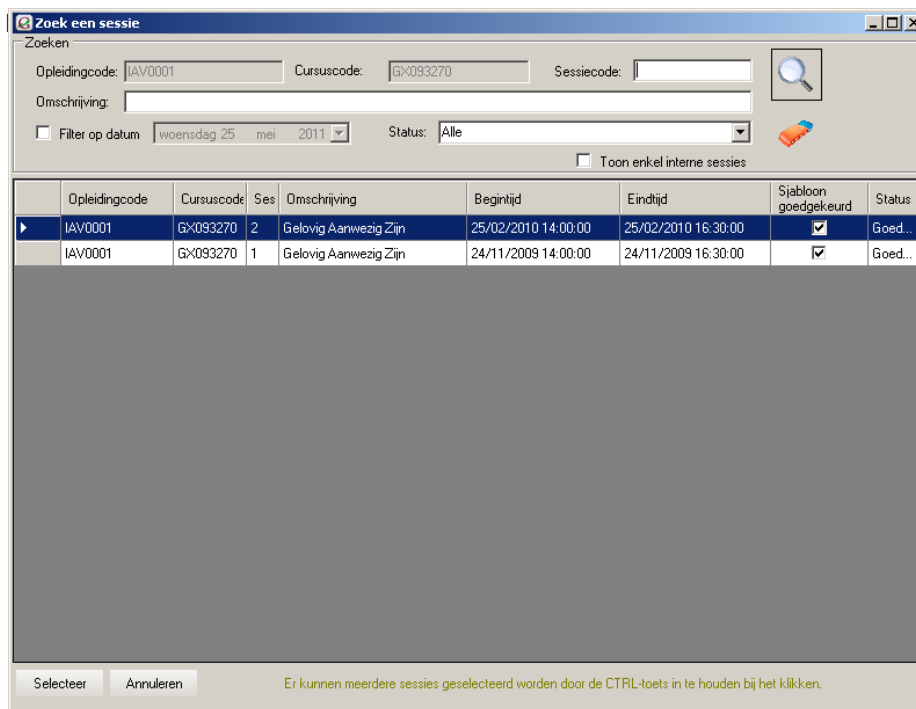 Zoek een sessie
Zoeken
Opleidingcode: IAV0001 Cursuscode: GX093270 Sessiecode:
Omschrijving:
Filter op datum woensdag 25 mei 2011 Status: Alle
Toon enkel interne sessies
Opleidingcode Cursuscode Ses Omschrijving Begintijd Eindtijd Sjabloon goedgekeurd Status
IAV0001 GX093270 2 Gelovig Aanwezig Zijn 25/02/2010 14:00:00 25/02/2010 16:30:00 Goed...
IAV0001 GX093270 1 Gelovig Aanwezig Zijn 24/11/2009 14:00:00 24/11/2009 16:30:00 Goed...
Selecteer Annuleren Er kunnen meerdere sessies geselecteerd worden door de CTRL-toets in te houden bij het klikken.